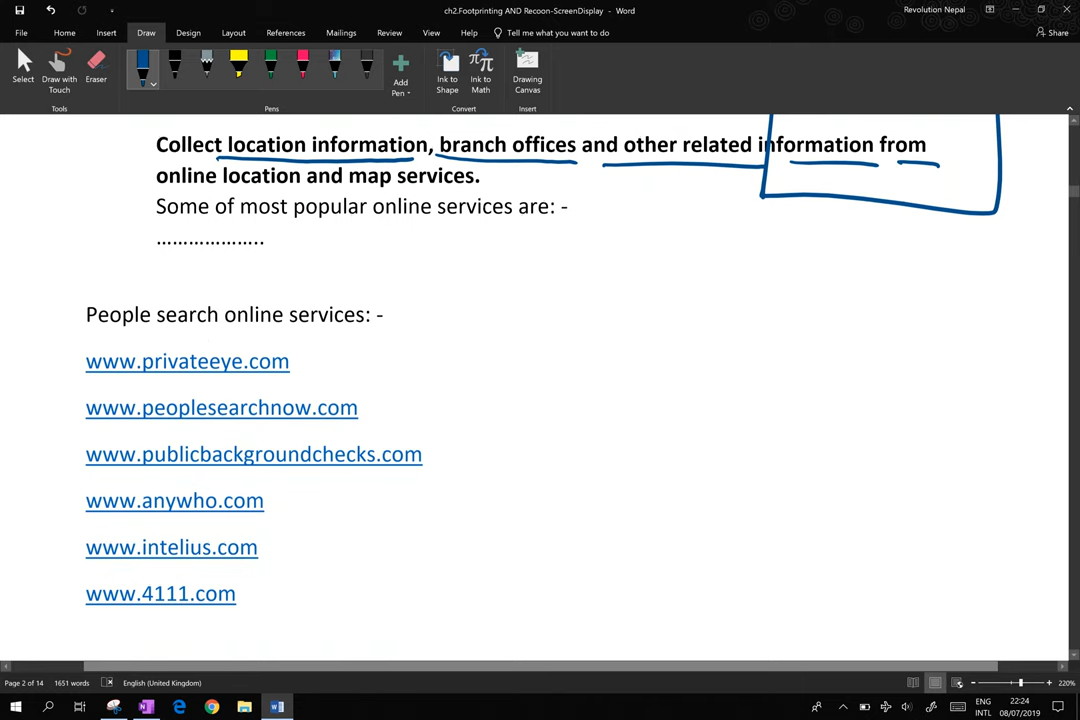 ch2.Footprinting AND Recoon-ScreenDisplay - Word
Revolution Nepal
File Home Insert Draw Design Layout References Mailings Review View Help Tell me what you want to do
Share
Select
Draw with Touch
Eraser
Add Pen
Ink to Shape
Ink to Math
Drawing Canvas
Tools
Pens
Convert
Insert
Collect location information, branch offices and other related information from
online location and map services.
Some of most popular online services are: -
………………..
People search online services: -
www.privateeye.com
www.peoplesearchnow.com
www.publicbackgroundchecks.com
www.anywho.com
www.intelius.com
www.4111.com
Page 2 of 14 1651 words English (United Kingdom)
220%
ENG
INTL
22:24
08/07/2019